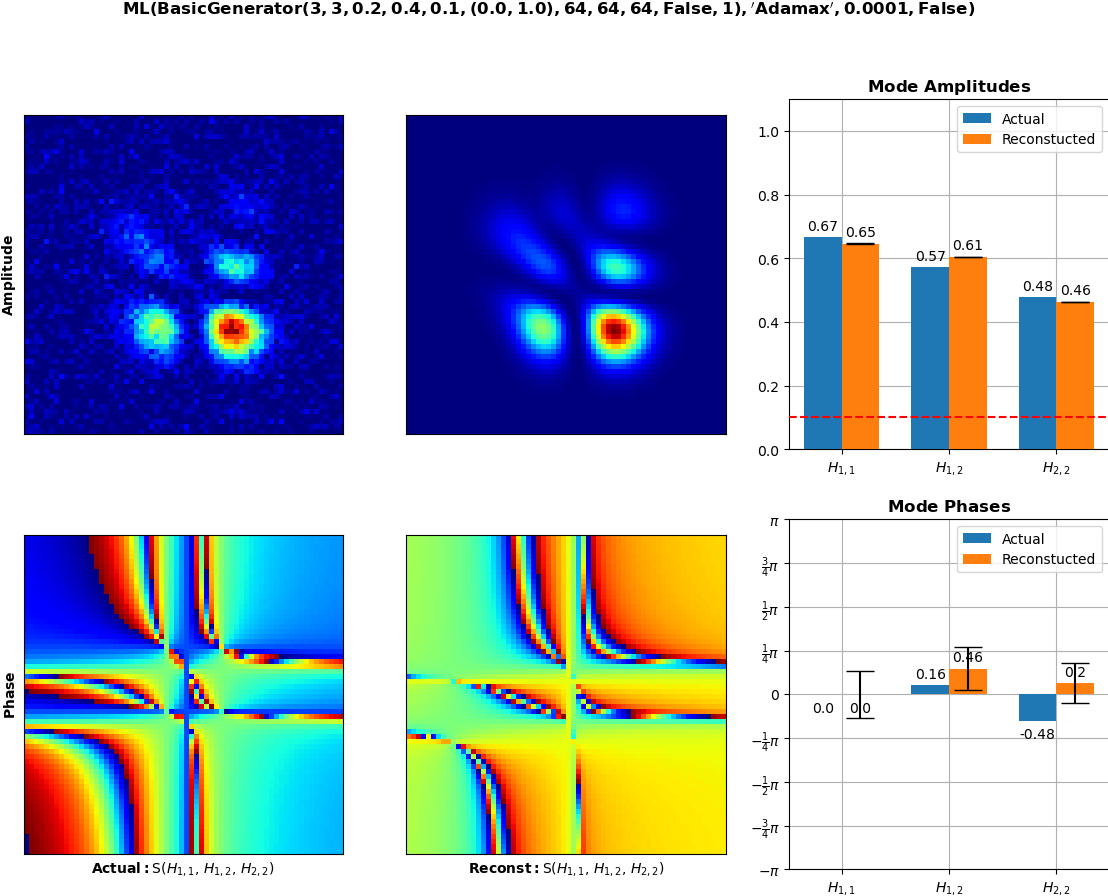 ML(BasicGenerator(3, 3, 0.2, 0.4, 0.1, (0.0, 1.0), 64, 64, 64, False, 1), ′Adamax′, 0.0001, False)
Amplitude
Mode Amplitudes
Actual
Reconstucted
1.0
0.8
0.6
0.4
0.2
0.0
0.67
0.65
0.57
0.61
0.48
0.46
H1,1
H1,2
H2,2
Phase
Actual: S(H1,1, H1,2, H2,2)
Reconst: S(H1,1, H1,2, H2,2)
Mode Phases
Actual
Reconstucted
π
3/4π
1/2π
1/4π
0
−1/4π
−1/2π
−3/4π
−π
0.0
0.0
0.16
0.46
-0.48
0.2
H1,1
H1,2
H2,2